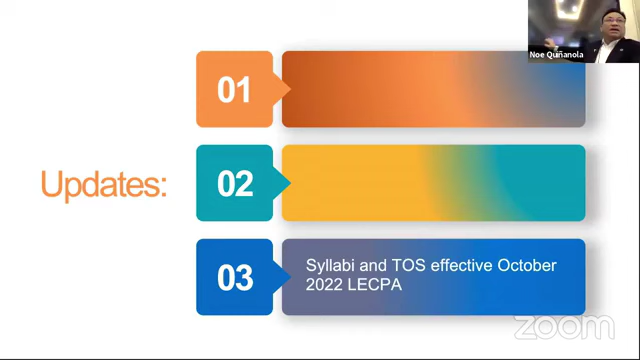 Noe Quiñanola
01
Updates:
02
03
Syllabi and TOS effective October
2022 LECPA
zoom